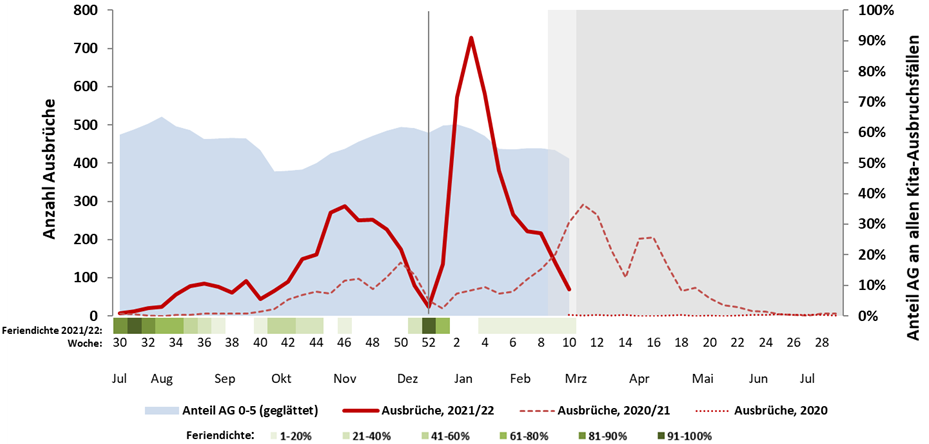 Anzahl Ausbrüche
800
700
600
500
400
300
200
100
0
100%
90%
80%
70%
60%
50%
40%
30%
20%
10%
0%
Anteil AG an allen Kita-Ausbruchsfällen
Feriendichte 2021/22:
Woche: 30 32 34 36 38 40 42 44 46 48 50 52 2 4 6 8 10 12 14 16 18 20 22 24 26 28
Jul Aug Sep Okt Nov Dez Jan Feb Mrz Apr Mai Jun Jul
Anteil AG 0-5 (geglättet) Ausbrüche, 2021/22 Ausbrüche, 2020/21 Ausbrüche, 2020
Feriendichte: 1-20% 21-40% 41-60% 61-80% 81-90% 91-100%